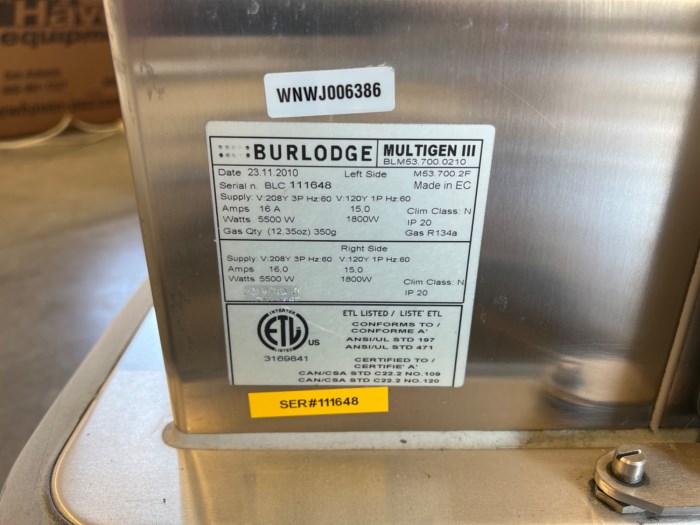 WNWJ006386
BURLODGE MULTIGEN III
BLM53.700.0210
Date 23.11.2010 Left Side M53.700.2F
Serial n. BLC 111648 Made in EC
Supply: V:208Y 3P Hz:60 V:120Y 1P Hz:60
Amps 16 A 15,0 Clim Class: N
Watts 5500 W 1800W IP 20
Gas Qty (12,35oz) 350g Gas R134a
Right Side
Supply: V:208Y 3P Hz:60 V:120Y 1P Hz:60
Amps 16,0 15,0
Watts 5500 W 1800W Clim Class: N
IP 20
INTERTEK
ETL
LISTED
US
3169841
ETL LISTED / LISTE' ETL
CONFORMS TO /
CONFORME A'
ANSI/UL STD 197
ANSI/UL STD 471
CERTIFIED TO /
CERTIFIE' A'
CAN/CSA STD C22.2 NO.109
CAN/CSA STD C22.2 NO.120
SER#111648